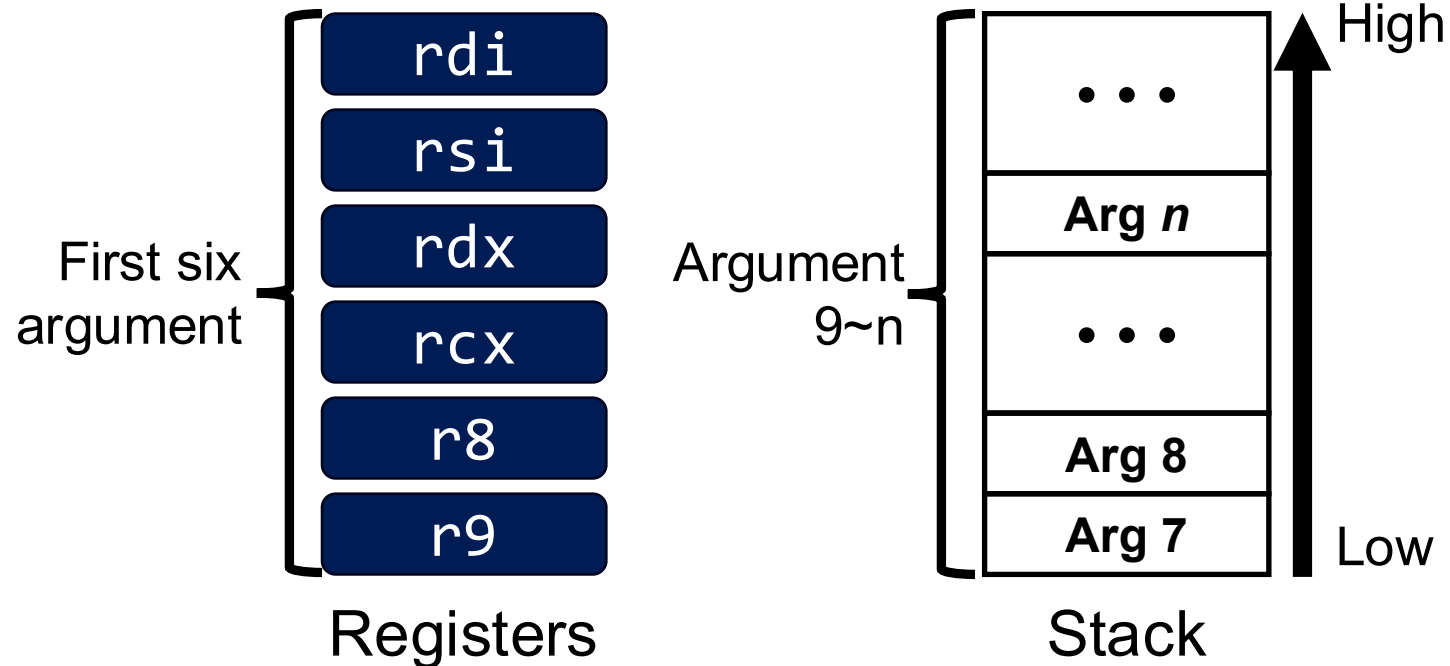 First six
argument
rdi
rsi
rdx
rcx
r8
r9
Registers
Argument
9~n
• • •
Arg n
• • •
Arg 8
Arg 7
Stack
High
Low